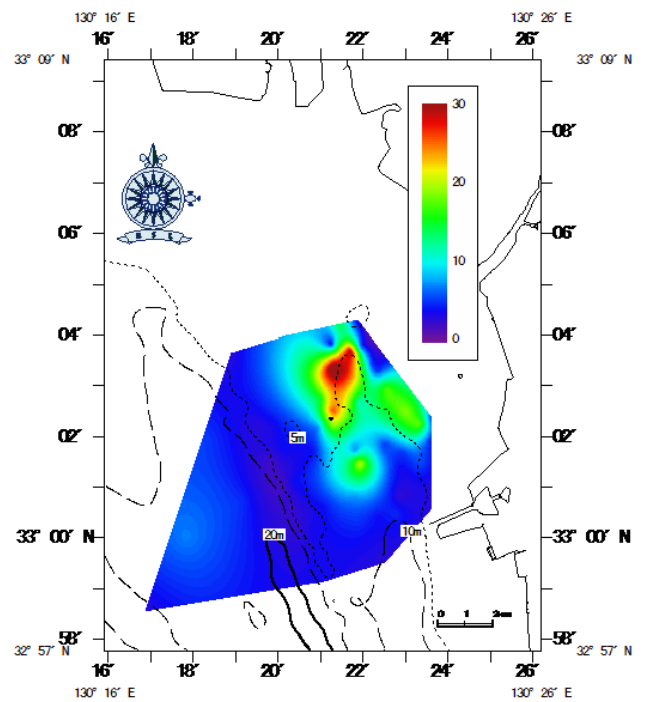 130° 16′ E 130° 26′ E
16′ 18′ 20′ 22′ 24′ 26′
33° 09′ N 33° 09′ N
30
08′ 08′
20
06′ 06′
10
04′ 0 04′
02′ 5m 02′
33° 00′ N 20m 10m 33° 00′ N
0 1 2km
58′ 58′
32° 57′ N 32° 57′ N
16′ 18′ 20′ 22′ 24′ 26′
130° 16′ E 130° 26′ E